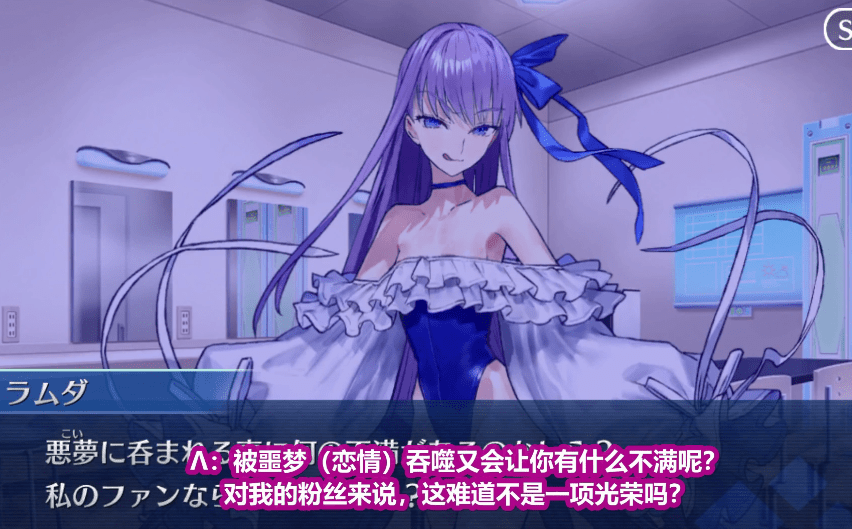 S
ラムダ
こい
悪夢に呑まれる
私のファンなら
Λ：被噩梦（恋情）吞噬又会让你有什么不满呢？
对我的粉丝来说，这难道不是一项光荣吗？